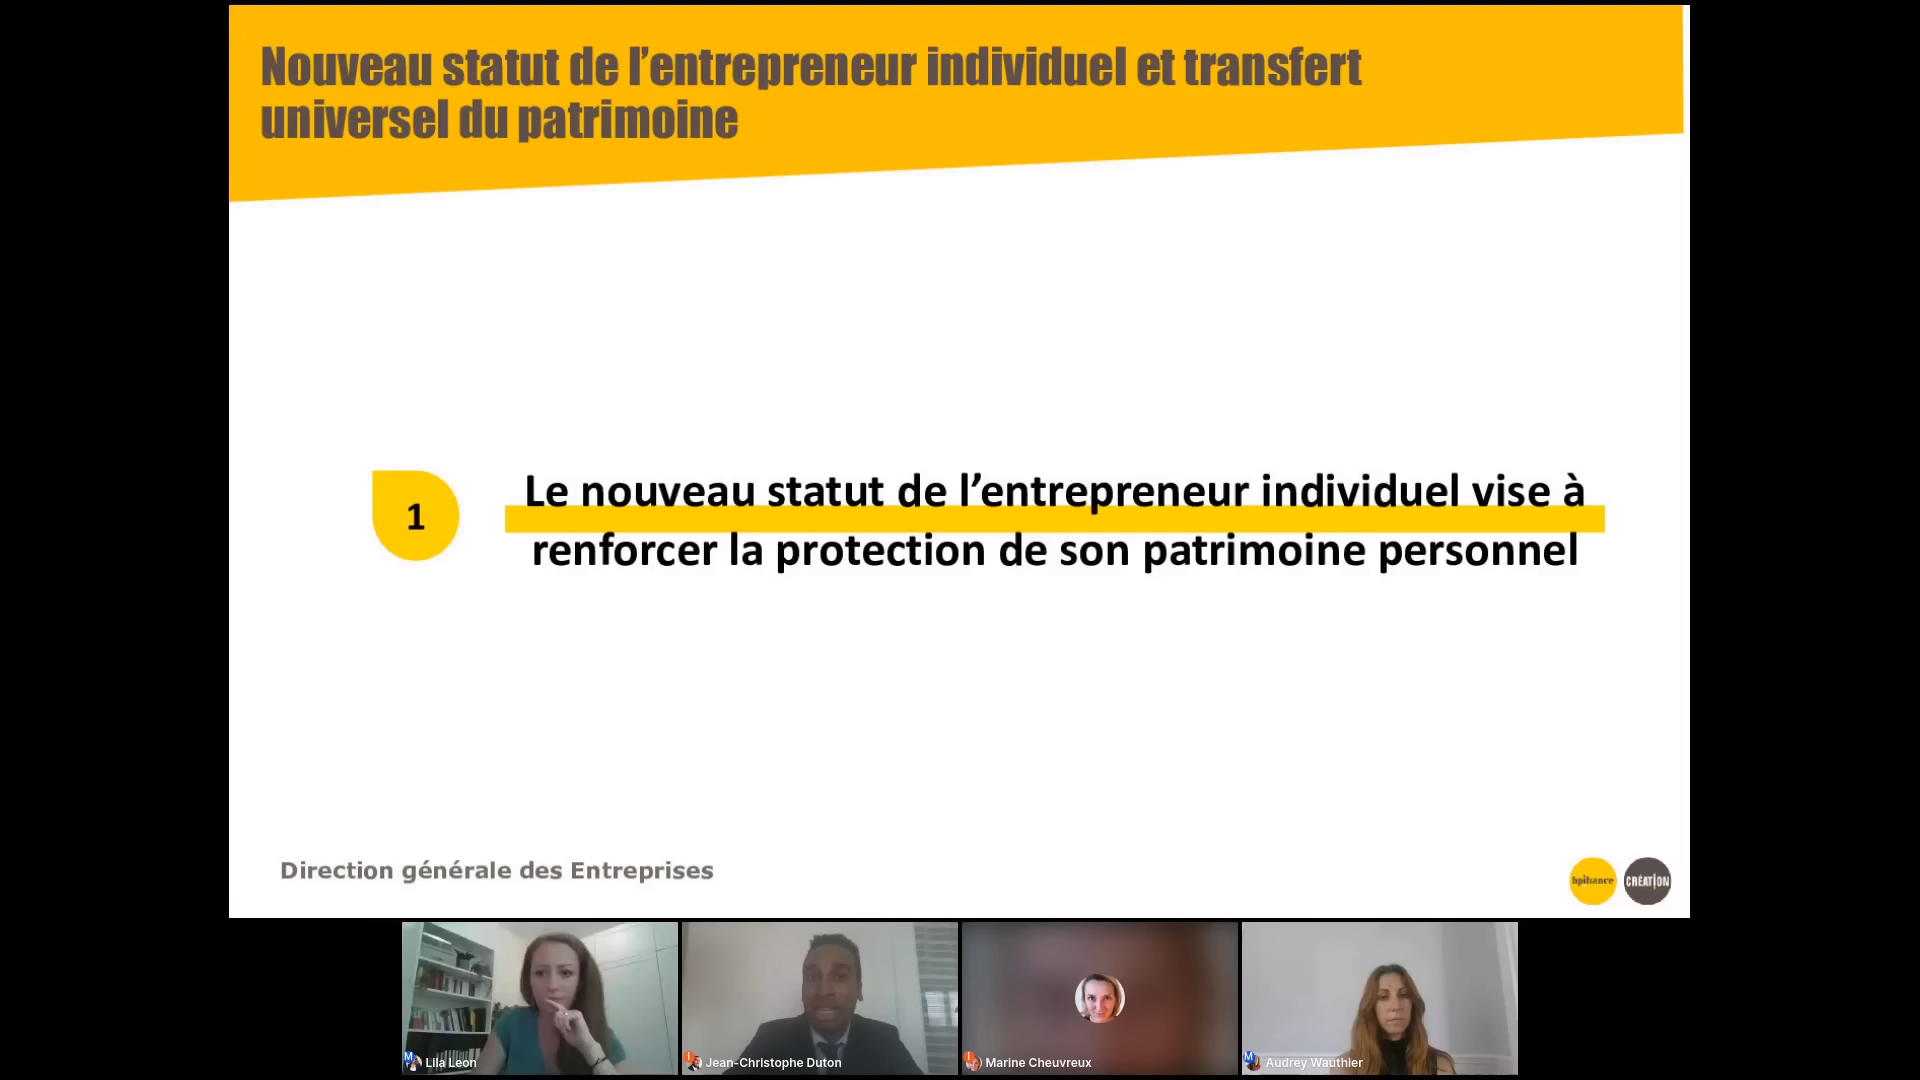 Nouveau statut de l’entrepreneur individuel et transfert
universel du patrimoine
1
Le nouveau statut de l’entrepreneur individuel vise à
renforcer la protection de son patrimoine personnel
Direction générale des Entreprises
bpifrance
CRÉATION
M
Lila Leon
I
Jean-Christophe Duton
I
Marine Cheuvreux
M
Audrey Wauthier